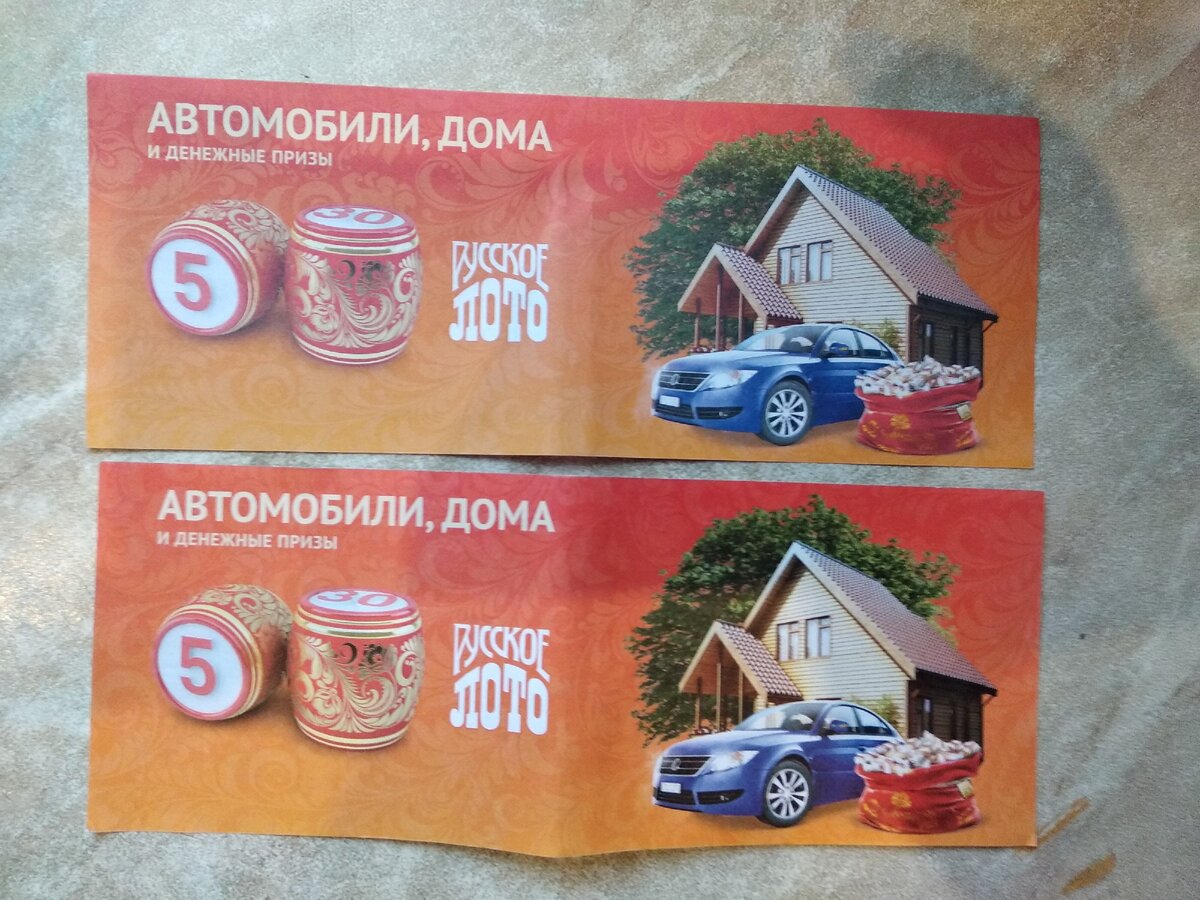 АВТОМОБИЛИ, ДОМА
И ДЕНЕЖНЫЕ ПРИЗЫ
5
30
РУССКОЕ
ЛОТО
АВТОМОБИЛИ, ДОМА
И ДЕНЕЖНЫЕ ПРИЗЫ
5
30
РУССКОЕ
ЛОТО